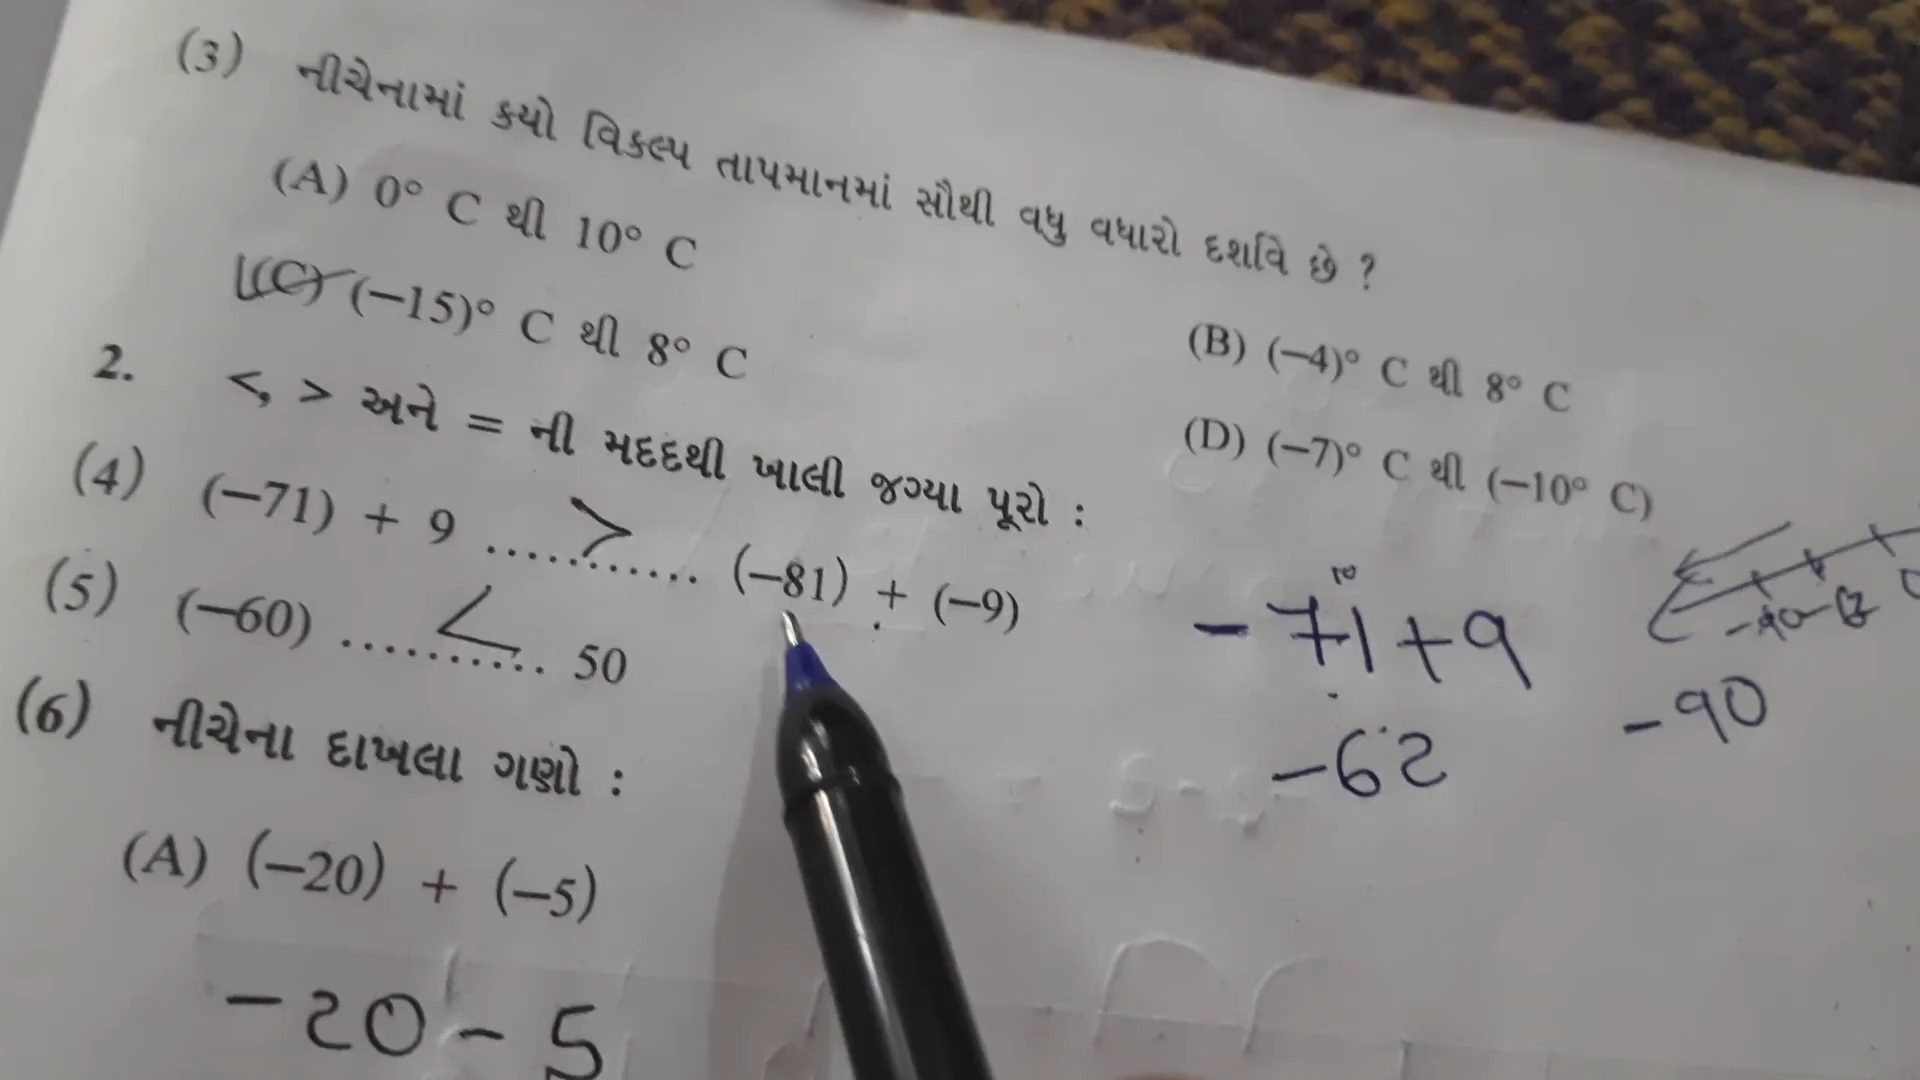 (3) નીચેનામાં કયો વિકલ્પ તાપમાનમાં સૌથી વધુ વધારો દર્શાવે છે ?
(A) 0° C થી 10° C
(B) (−4)° C થી 8° C
(C) (−15)° C થી 8° C
(D) (−7)° C થી (−10° C)
2. <, > અને = ની મદદથી ખાલી જગ્યા પૂરો :
(4) (−71) + 9 ..... > ..... (−81) + (−9)
(5) (−60) ..... < ..... 50
(6) નીચેના દાખલા ગણો :
(A) (−20) + (−5)
−20 − 5
10
−71 + 9
−62
−90